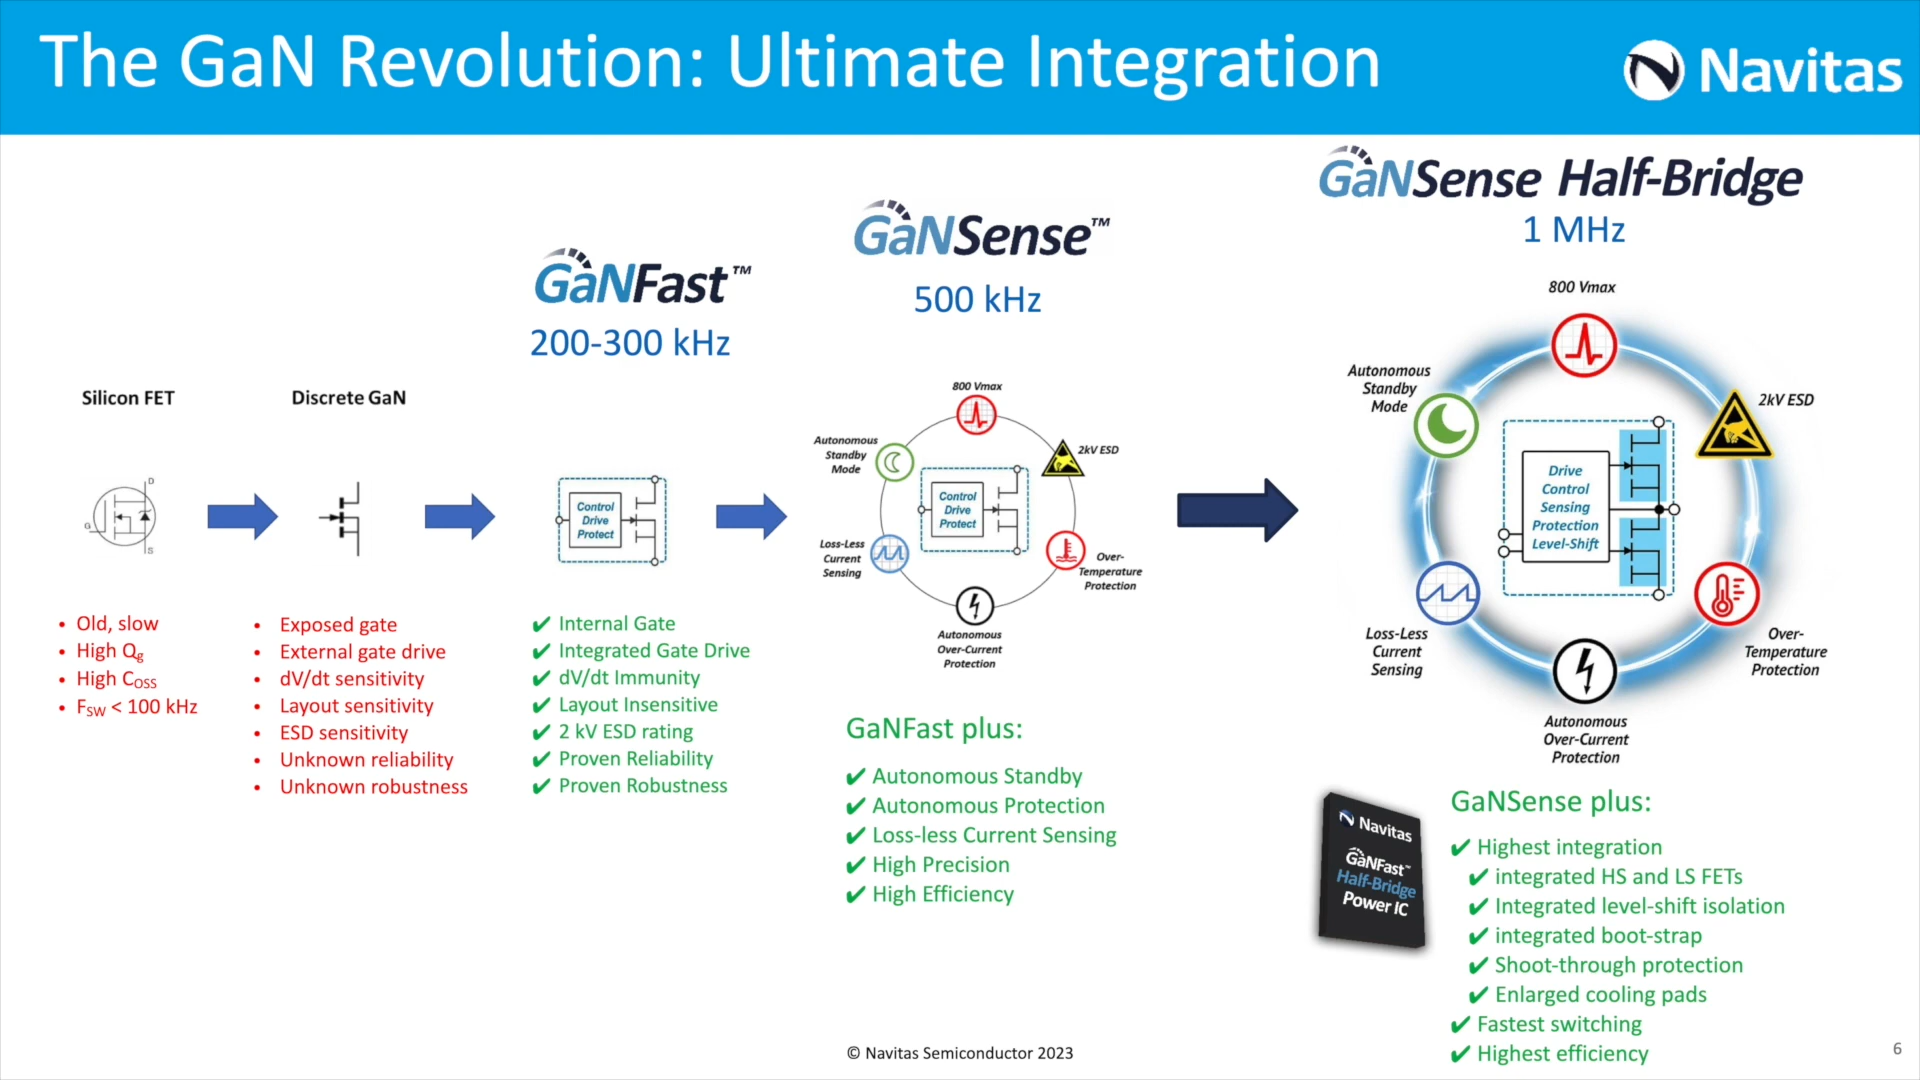 The GaN Revolution: Ultimate Integration
Navitas
Silicon FET
D
G
S
• Old, slow
• High Qg
• High COSS
• FSW < 100 kHz
Discrete GaN
• Exposed gate
• External gate drive
• dV/dt sensitivity
• Layout sensitivity
• ESD sensitivity
• Unknown reliability
• Unknown robustness
GaNFast™
200-300 kHz
Control
Drive
Protect
✔ Internal Gate
✔ Integrated Gate Drive
✔ dV/dt Immunity
✔ Layout Insensitive
✔ 2 kV ESD rating
✔ Proven Reliability
✔ Proven Robustness
GaNSense™
500 kHz
800 Vmax
Autonomous
Standby
Mode
2kV ESD
Control
Drive
Protect
Loss-Less
Current
Sensing
Over-
Temperature
Protection
Autonomous
Over-Current
Protection
GaNFast plus:
✔ Autonomous Standby
✔ Autonomous Protection
✔ Loss-less Current Sensing
✔ High Precision
✔ High Efficiency
GaNSense Half-Bridge
1 MHz
800 Vmax
Autonomous
Standby
Mode
2kV ESD
Drive
Control
Sensing
Protection
Level-Shift
Loss-Less
Current
Sensing
Over-
Temperature
Protection
Autonomous
Over-Current
Protection
Navitas
GaNFast™
Half-Bridge
Power IC
GaNSense plus:
✔ Highest integration
✔ integrated HS and LS FETs
✔ Integrated level-shift isolation
✔ integrated boot-strap
✔ Shoot-through protection
✔ Enlarged cooling pads
✔ Fastest switching
✔ Highest efficiency
© Navitas Semiconductor 2023
6